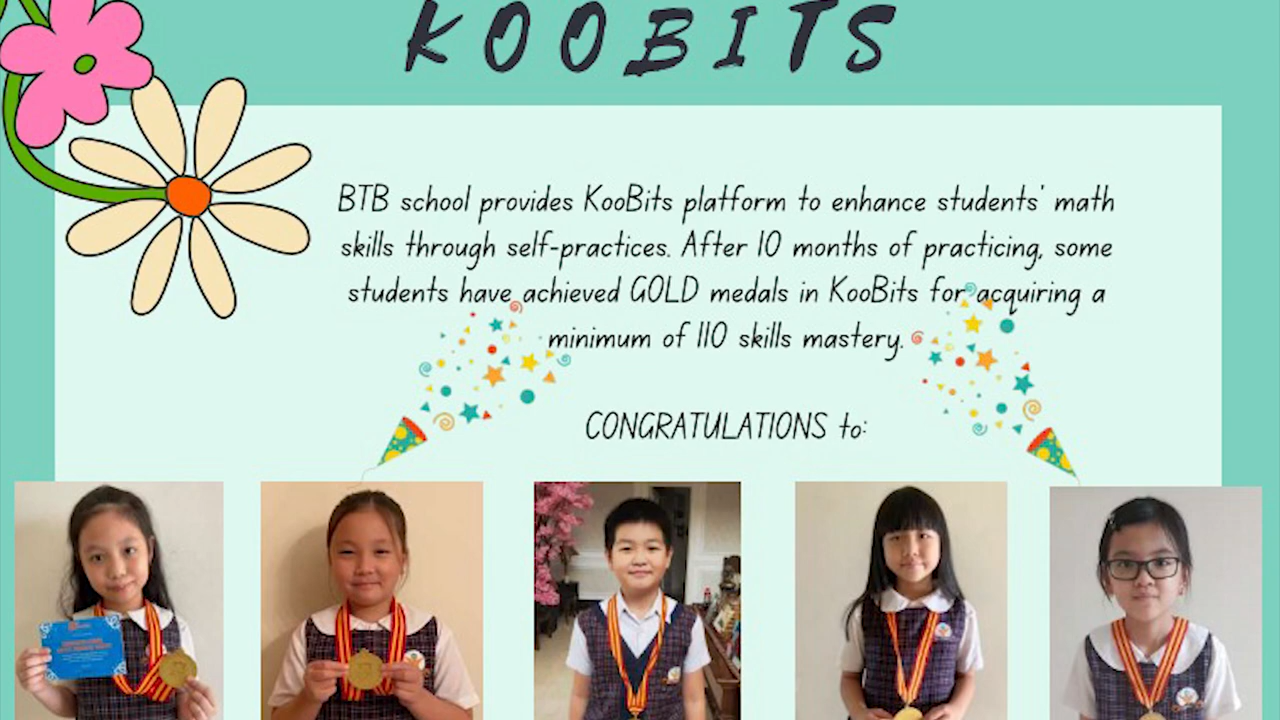 KOOBITS
BTB school provides KooBits platform to enhance students' math
skills through self-practices. After 10 months of practicing, some
students have achieved GOLD medals in KooBits for acquiring a
minimum of 110 skills mastery.
CONGRATULATIONS to: